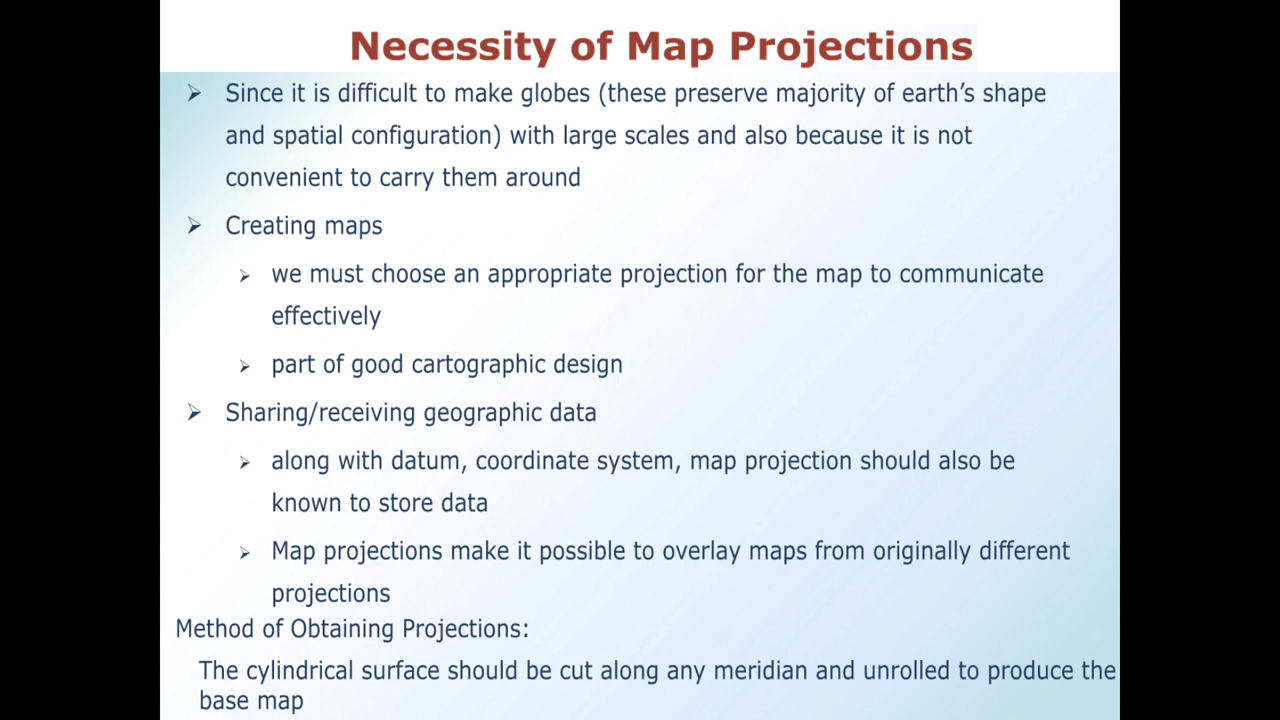 Necessity of Map Projections
➢ Since it is difficult to make globes (these preserve majority of earth’s shape
and spatial configuration) with large scales and also because it is not
convenient to carry them around
➢ Creating maps
➢ we must choose an appropriate projection for the map to communicate
effectively
➢ part of good cartographic design
➢ Sharing/receiving geographic data
➢ along with datum, coordinate system, map projection should also be
known to store data
➢ Map projections make it possible to overlay maps from originally different
projections
Method of Obtaining Projections:
The cylindrical surface should be cut along any meridian and unrolled to produce the
base map